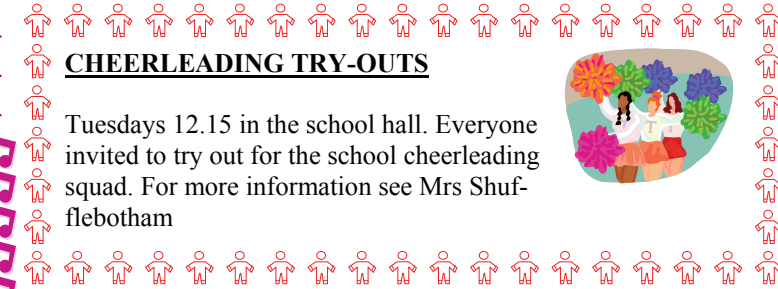 CHEERLEADING TRY-OUTS
Tuesdays 12.15 in the school hall. Everyone
invited to try out for the school cheerleading
squad. For more information see Mrs Shuf-
flebotham